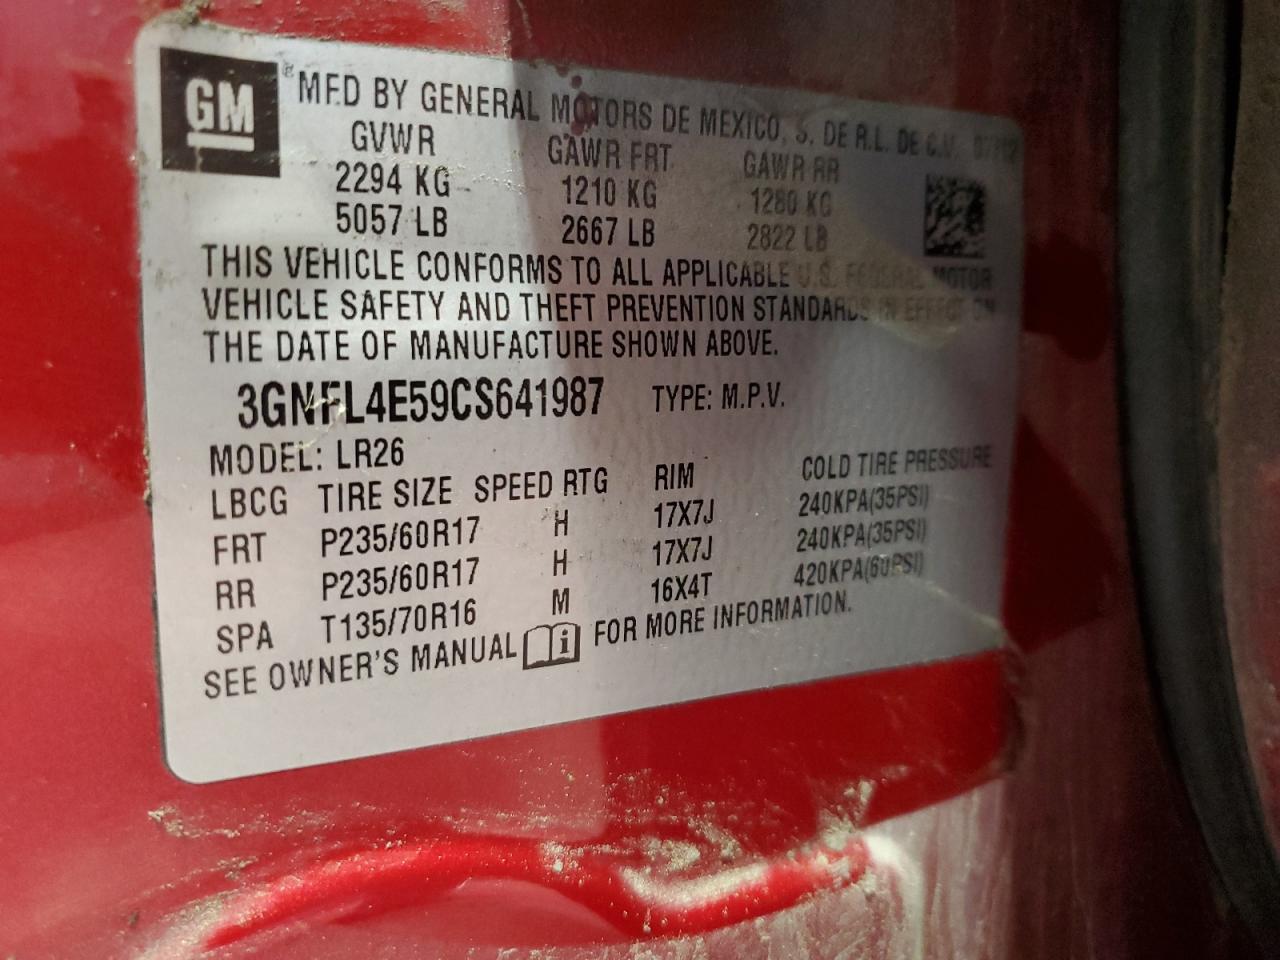 GM ® MFD BY GENERAL MOTORS DE MEXICO, S. DE R.L. DE C.V.
GVWR GAWR FRT GAWR RR
2294 KG 1210 KG 1280 KG
5057 LB 2667 LB 2822 LB
THIS VEHICLE CONFORMS TO ALL APPLICABLE U.S. FEDERAL MOTOR
VEHICLE SAFETY AND THEFT PREVENTION STANDARDS IN EFFECT ON
THE DATE OF MANUFACTURE SHOWN ABOVE.
3GNFL4E59CS641987 TYPE: M.P.V.
MODEL: LR26
LBCG TIRE SIZE SPEED RTG RIM COLD TIRE PRESSURE
FRT P235/60R17 H 17X7J 240KPA(35PSI)
RR P235/60R17 H 17X7J 240KPA(35PSI)
SPA T135/70R16 M 16X4T 420KPA(60PSI)
SEE OWNER'S MANUAL i FOR MORE INFORMATION.